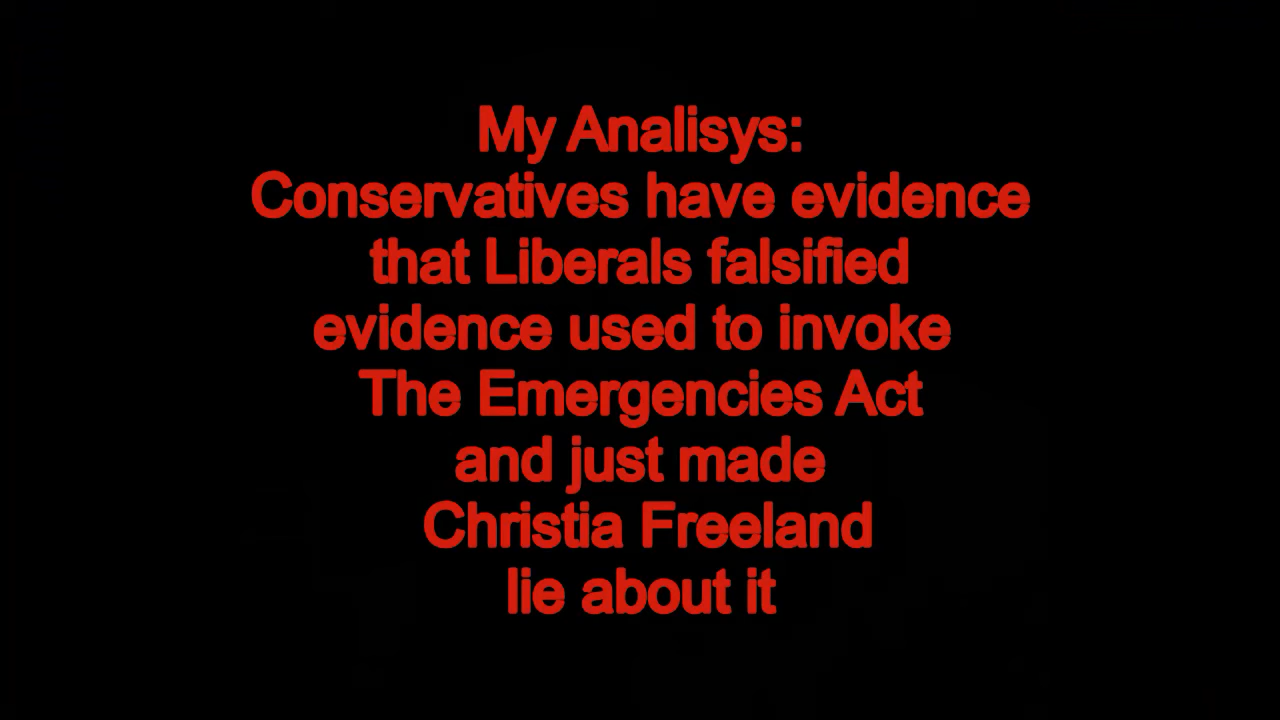 My Analisys:
Conservatives have evidence
that Liberals falsified
evidence used to invoke
The Emergencies Act
and just made
Christia Freeland
lie about it